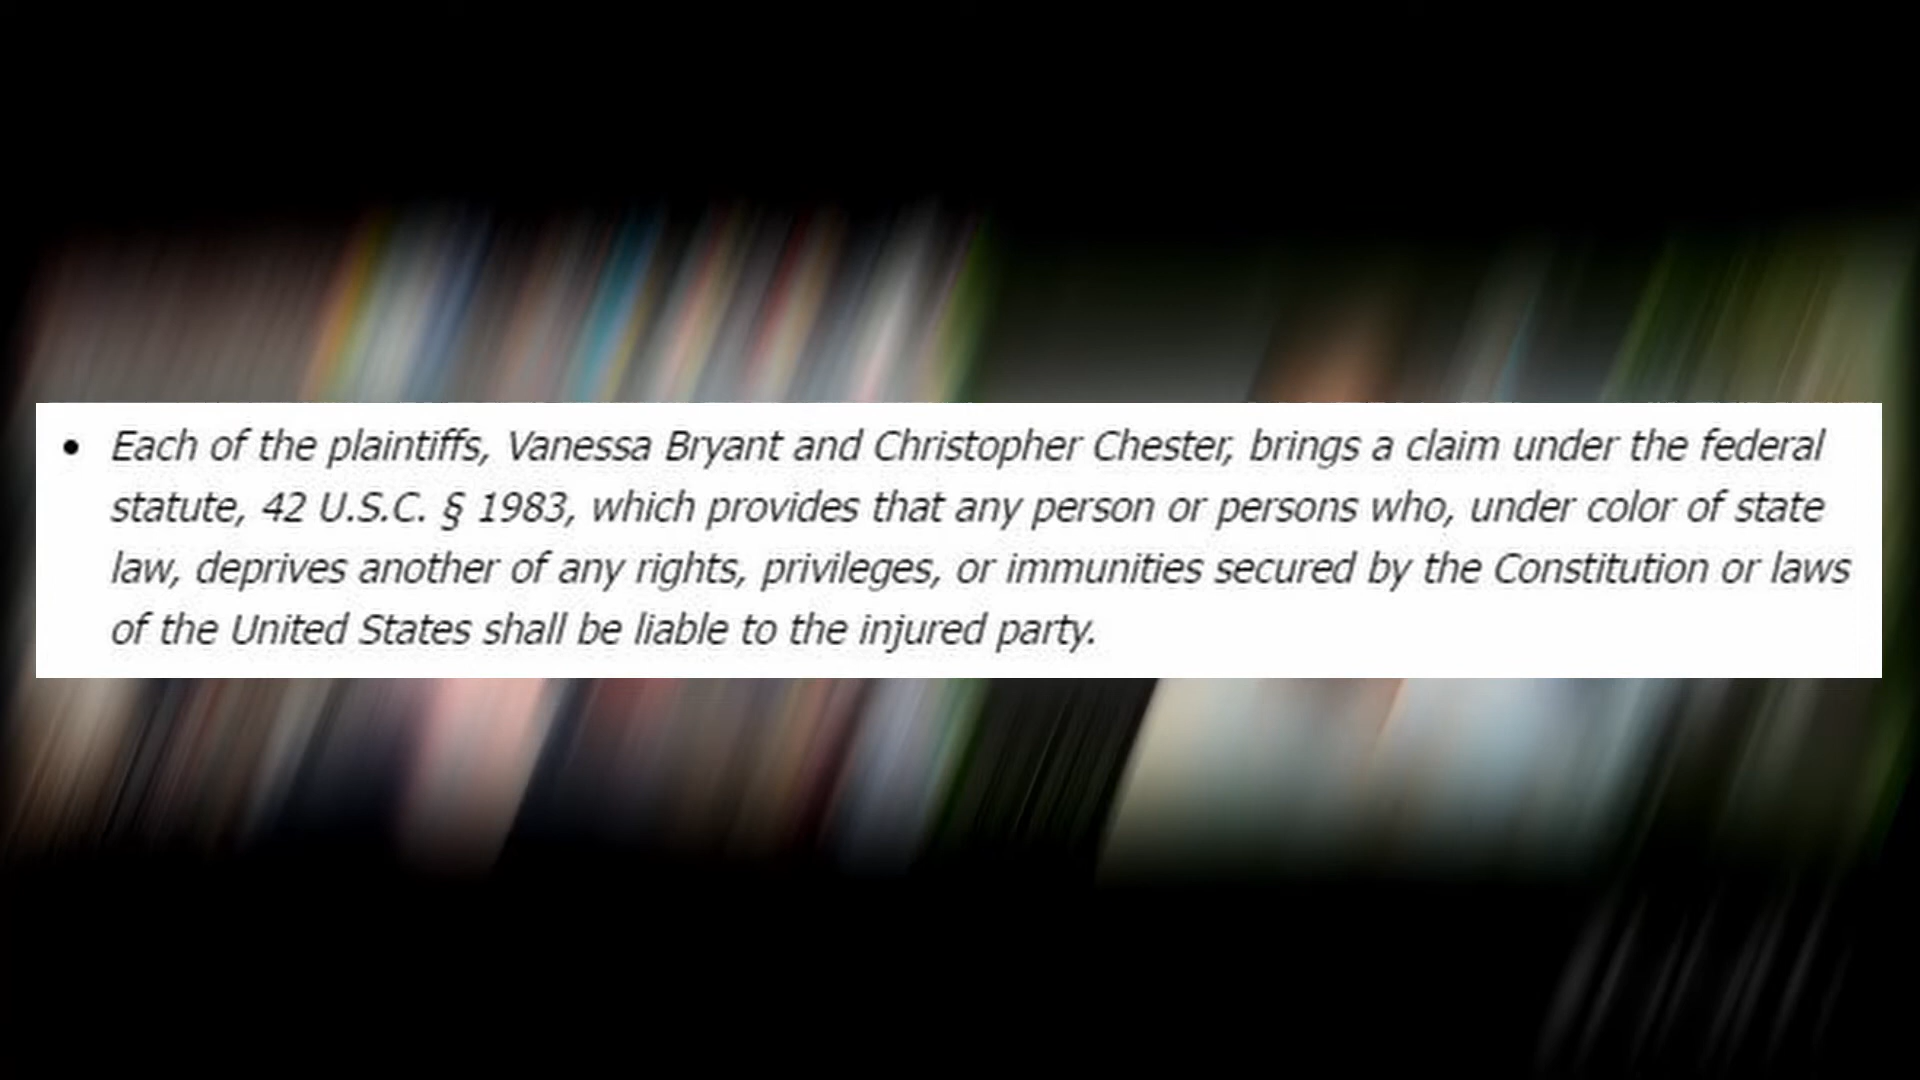 • Each of the plaintiffs, Vanessa Bryant and Christopher Chester, brings a claim under the federal
statute, 42 U.S.C. § 1983, which provides that any person or persons who, under color of state
law, deprives another of any rights, privileges, or immunities secured by the Constitution or laws
of the United States shall be liable to the injured party.